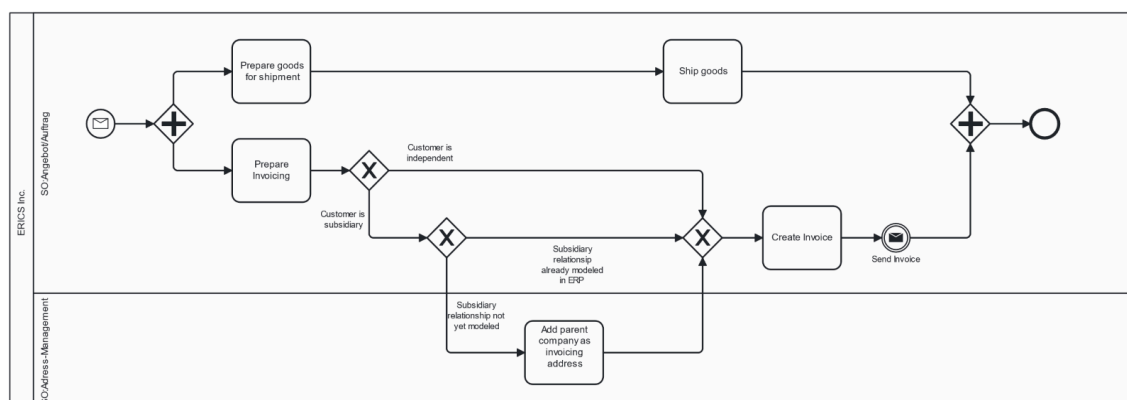 ERICS Inc.
SO:Angebot/Auftrag
Prepare goods
for shipment
Ship goods
Prepare
Invoicing
Customer is
independent
Customer is
subsidiary
Subsidiary
relationsip
already modeled
in ERP
Create Invoice
Send Invoice
SO:Adress-Management
Subsidiary
relationship not
yet modeled
Add parent
company as
invoicing
address